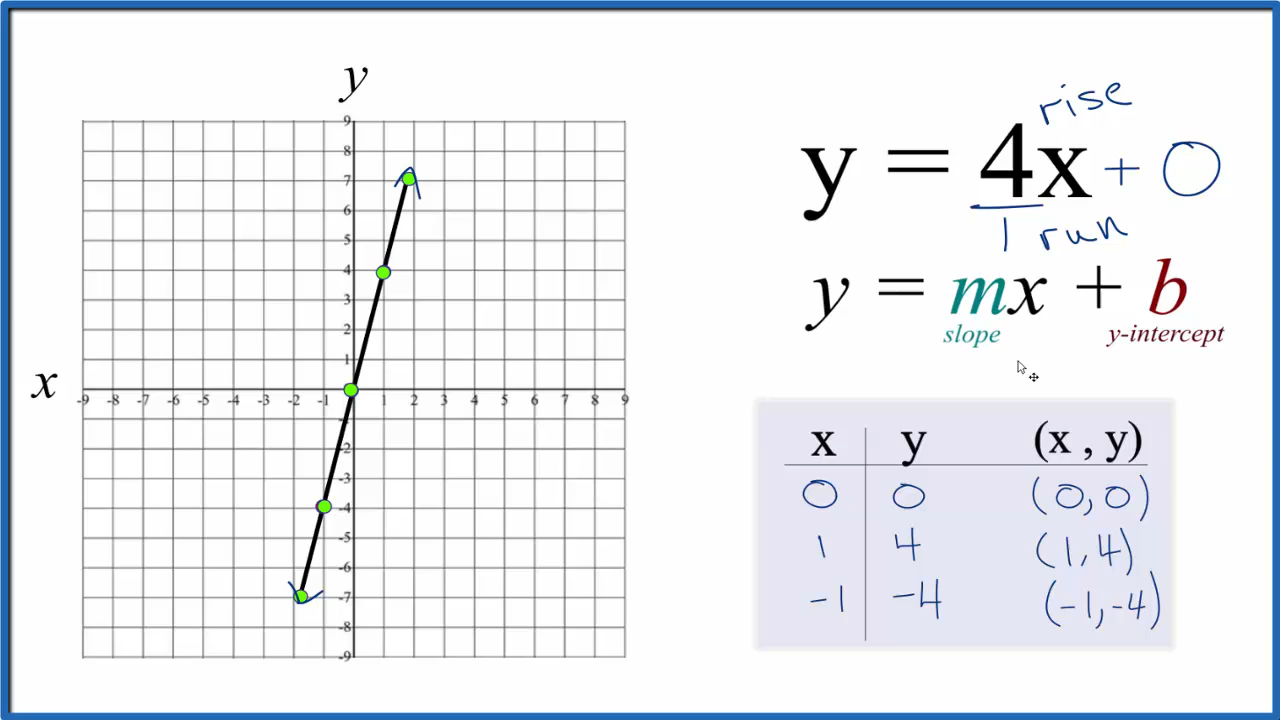 y
9
8
7
6
5
4
3
2
1
x
-9 -8 -7 -6 -5 -4 -3 -2 -1 1 2 3 4 5 6 7 8 9
-2
-3
-4
-5
-6
-7
-8
-9
rise
y = 4x + 0
1 run
y = mx + b
slope y-intercept
x y (x , y)
0 0 (0, 0)
1 4 (1, 4)
-1 -4 (-1, -4)